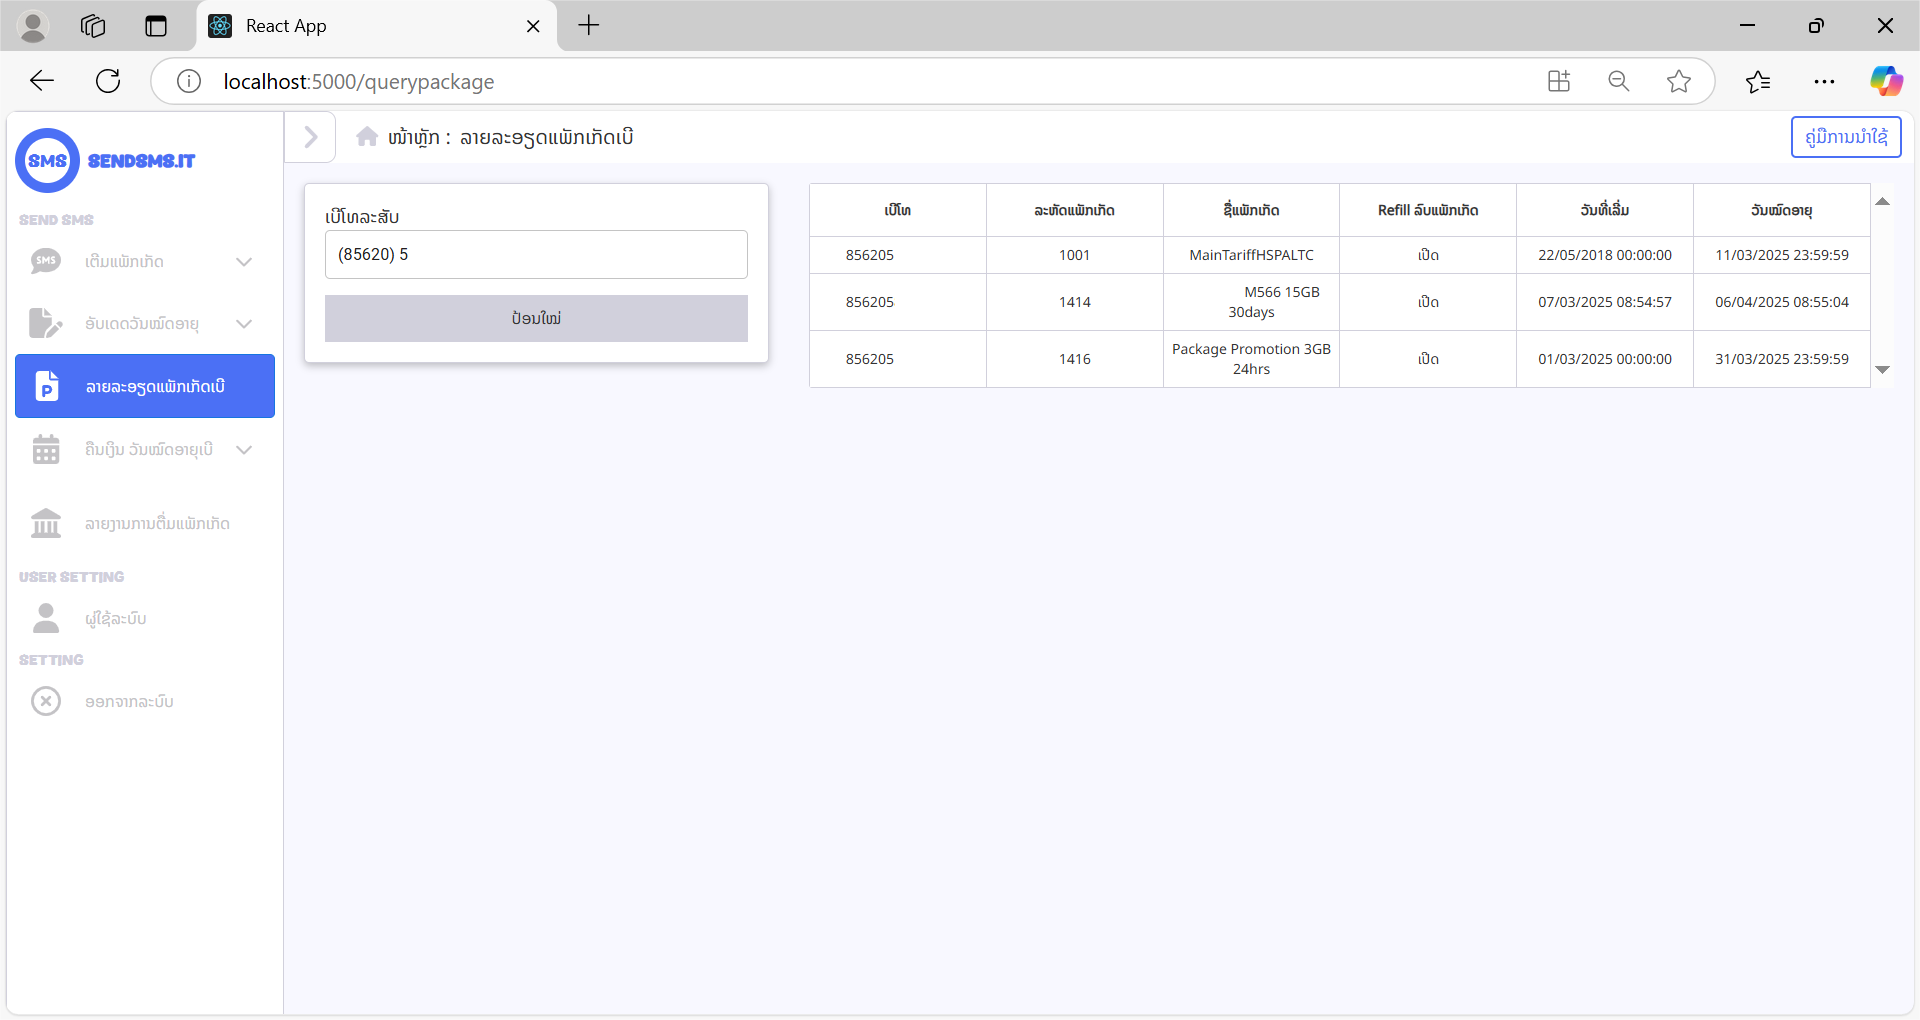 React App
localhost:5000/querypackage
SMS
SENDSMS.IT
SEND SMS
SMS
ເຕີມແພັກເກັດ
ອັບເດດວັນໝົດອາຍຸ
P
ລາຍລະອຽດແພັກເກັດເບີ
ຄືນເງິນ ວັນໝົດອາຍຸເບີ
ລາຍງານການຕື່ມແພັກເກັດ
USER SETTING
ຜູ້ໃຊ້ລະບົບ
SETTING
ອອກຈາກລະບົບ
ໜ້າຫຼັກ : ລາຍລະອຽດແພັກເກັດເບີ
ຄູ່ມືການນຳໃຊ້
ເບີໂທລະສັບ
(85620) 5
ປ້ອນໃໝ່
ເບີໂທ ລະຫັດແພັກເກັດ ຊື່ແພັກເກັດ Refill ລົບແພັກເກັດ ວັນທີ່ເລີ່ມ ວັນໝົດອາຍຸ
856205 1001 MainTariffHSPALTC ເປີດ 22/05/2018 00:00:00 11/03/2025 23:59:59
856205 1414 M566 15GB 30days ເປີດ 07/03/2025 08:54:57 06/04/2025 08:55:04
856205 1416 Package Promotion 3GB 24hrs ເປີດ 01/03/2025 00:00:00 31/03/2025 23:59:59